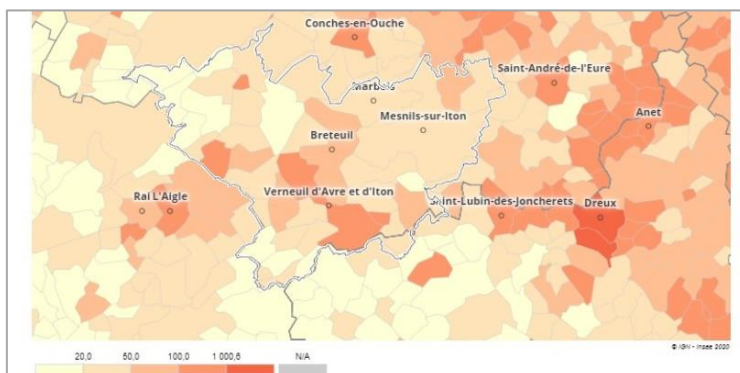 Conches-en-Ouche
Saint-André-de-l'Eure
Marbois
Mesnils-sur-Iton
Anet
Breteuil
Rai L'Aigle
Verneuil d'Avre et d'Iton
Saint-Lubin-des-Joncherets
Dreux
© IGN - Insee 2020
20,0 50,0 100,0 1 000,6 N/A